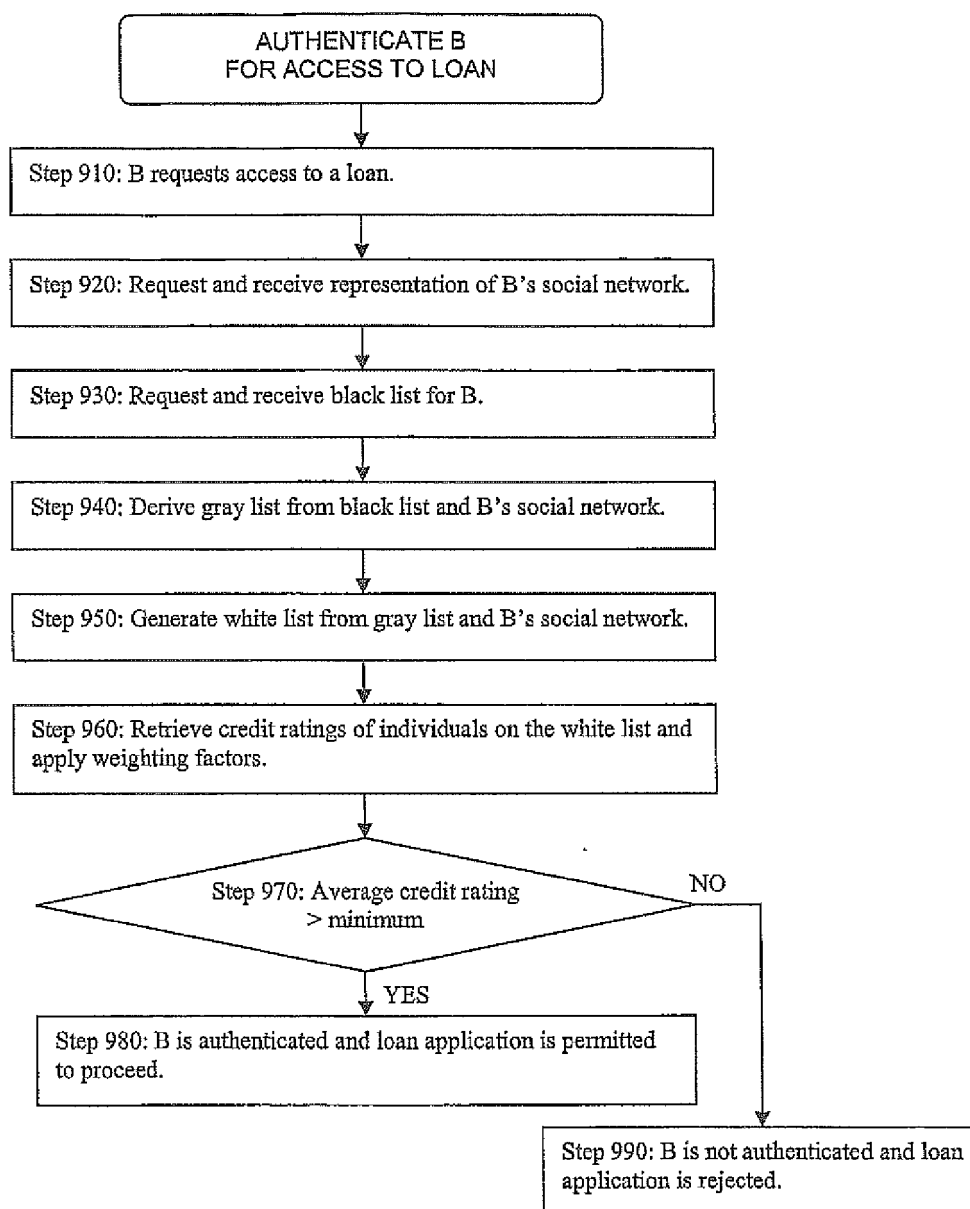 AUTHENTICATE B
FOR ACCESS TO LOAN
Step 910: B requests access to a loan.
Step 920: Request and receive representation of B's social network.
Step 930: Request and receive black list for B.
Step 940: Derive gray list from black list and B's social network.
Step 950: Generate white list from gray list and B's social network.
Step 960: Retrieve credit ratings of individuals on the white list and
apply weighting factors.
Step 970: Average credit rating
> minimum
NO
YES
Step 980: B is authenticated and loan application is permitted
to proceed.
Step 990: B is not authenticated and loan
application is rejected.